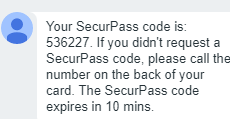 Your SecurPass code is:
536227. If you didn't request a
SecurPass code, please call the
number on the back of your
card. The SecurPass code
expires in 10 mins.